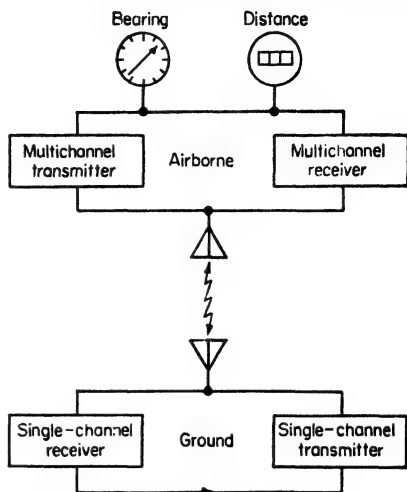 Bearing
Distance
Multichannel
transmitter
Airborne
Multichannel
receiver
Single-channel
receiver
Ground
Single-channel
transmitter